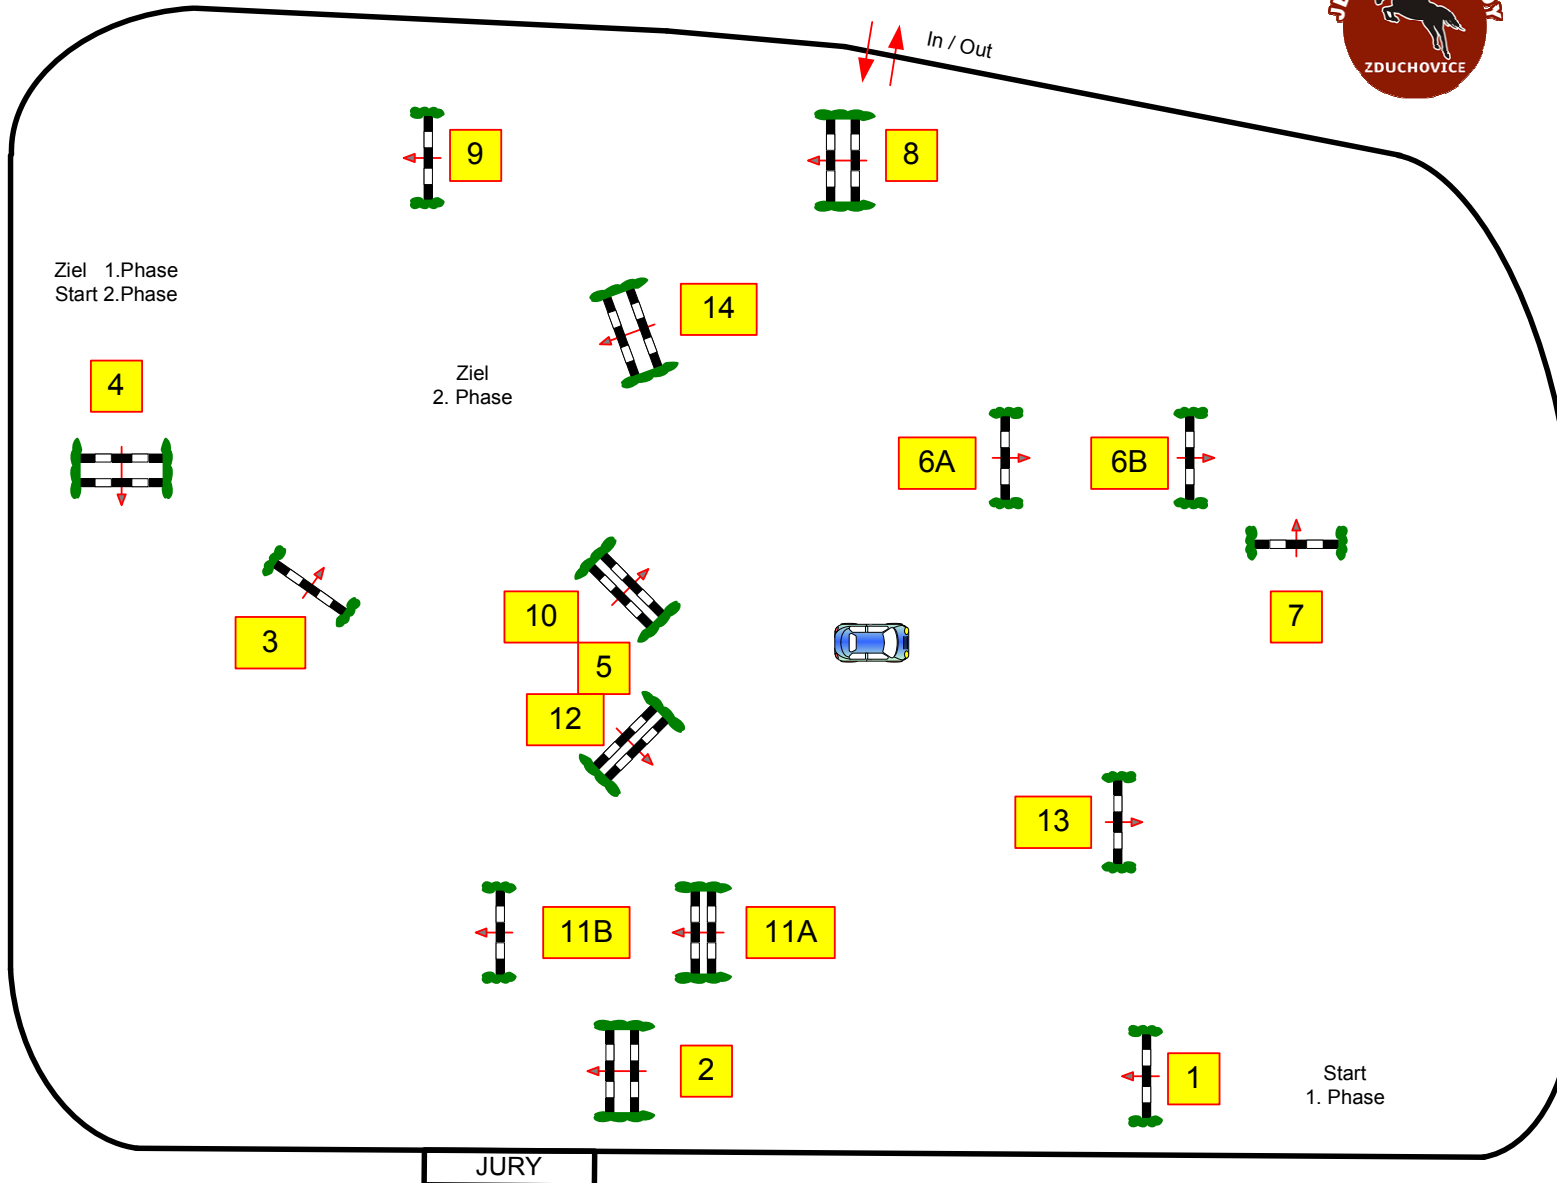 In / Out
ZDUCHOVICE
9
8
Ziel 1.Phase
Start 2.Phase
14
4
Ziel
2. Phase
6A
6B
10
7
3
5
12
13
11B
11A
2
1
Start
1. Phase
JURY